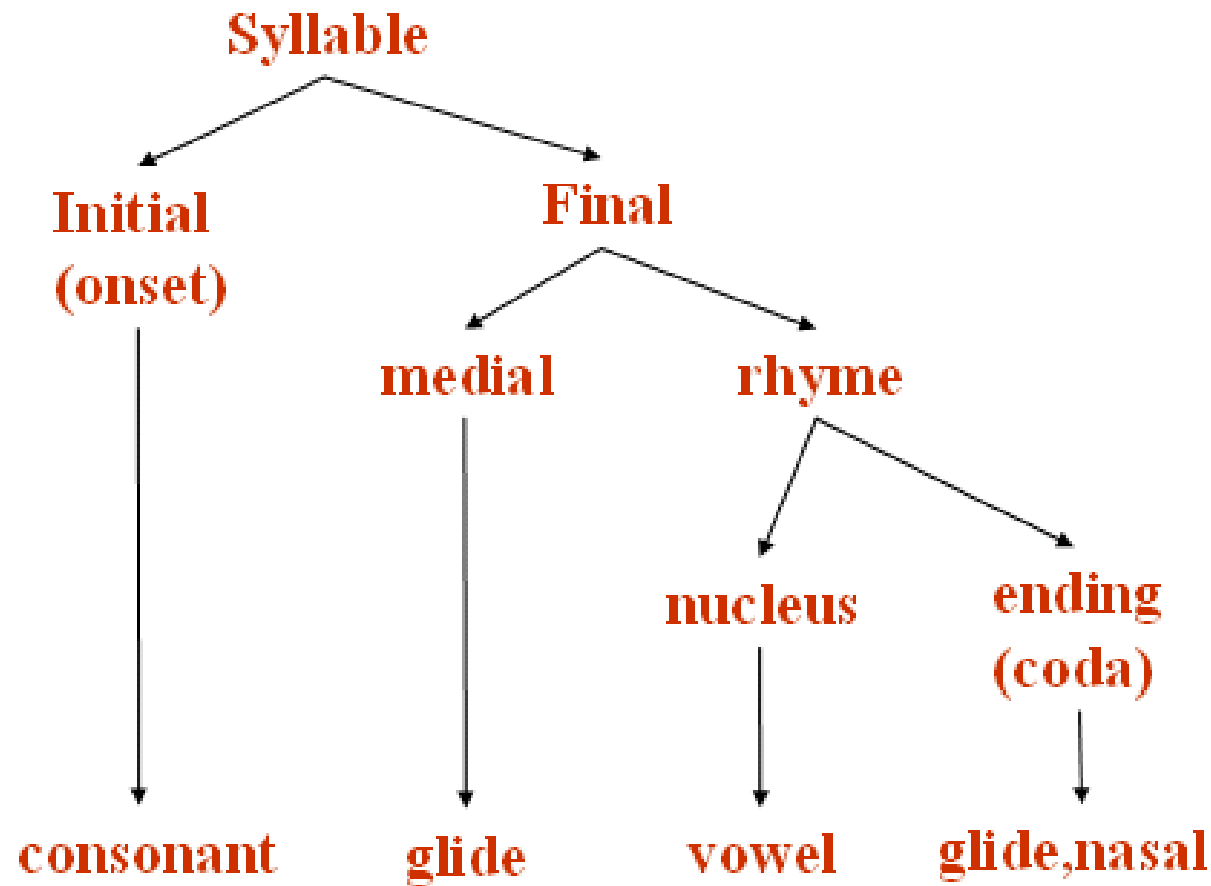 Syllable
Initial
(onset)
Final
medial
rhyme
nucleus
ending
(coda)
consonant
glide
vowel
glide,nasal